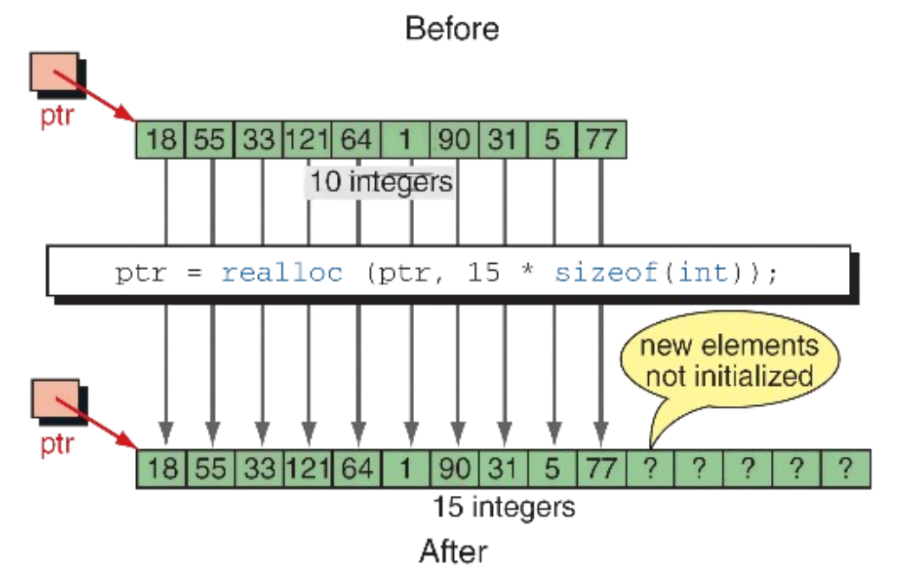 Before
ptr
18 55 33 121 64 1 90 31 5 77
10 integers
ptr = realloc (ptr, 15 * sizeof(int));
new elements
not initialized
ptr
18 55 33 121 64 1 90 31 5 77 ? ? ? ? ?
15 integers
After